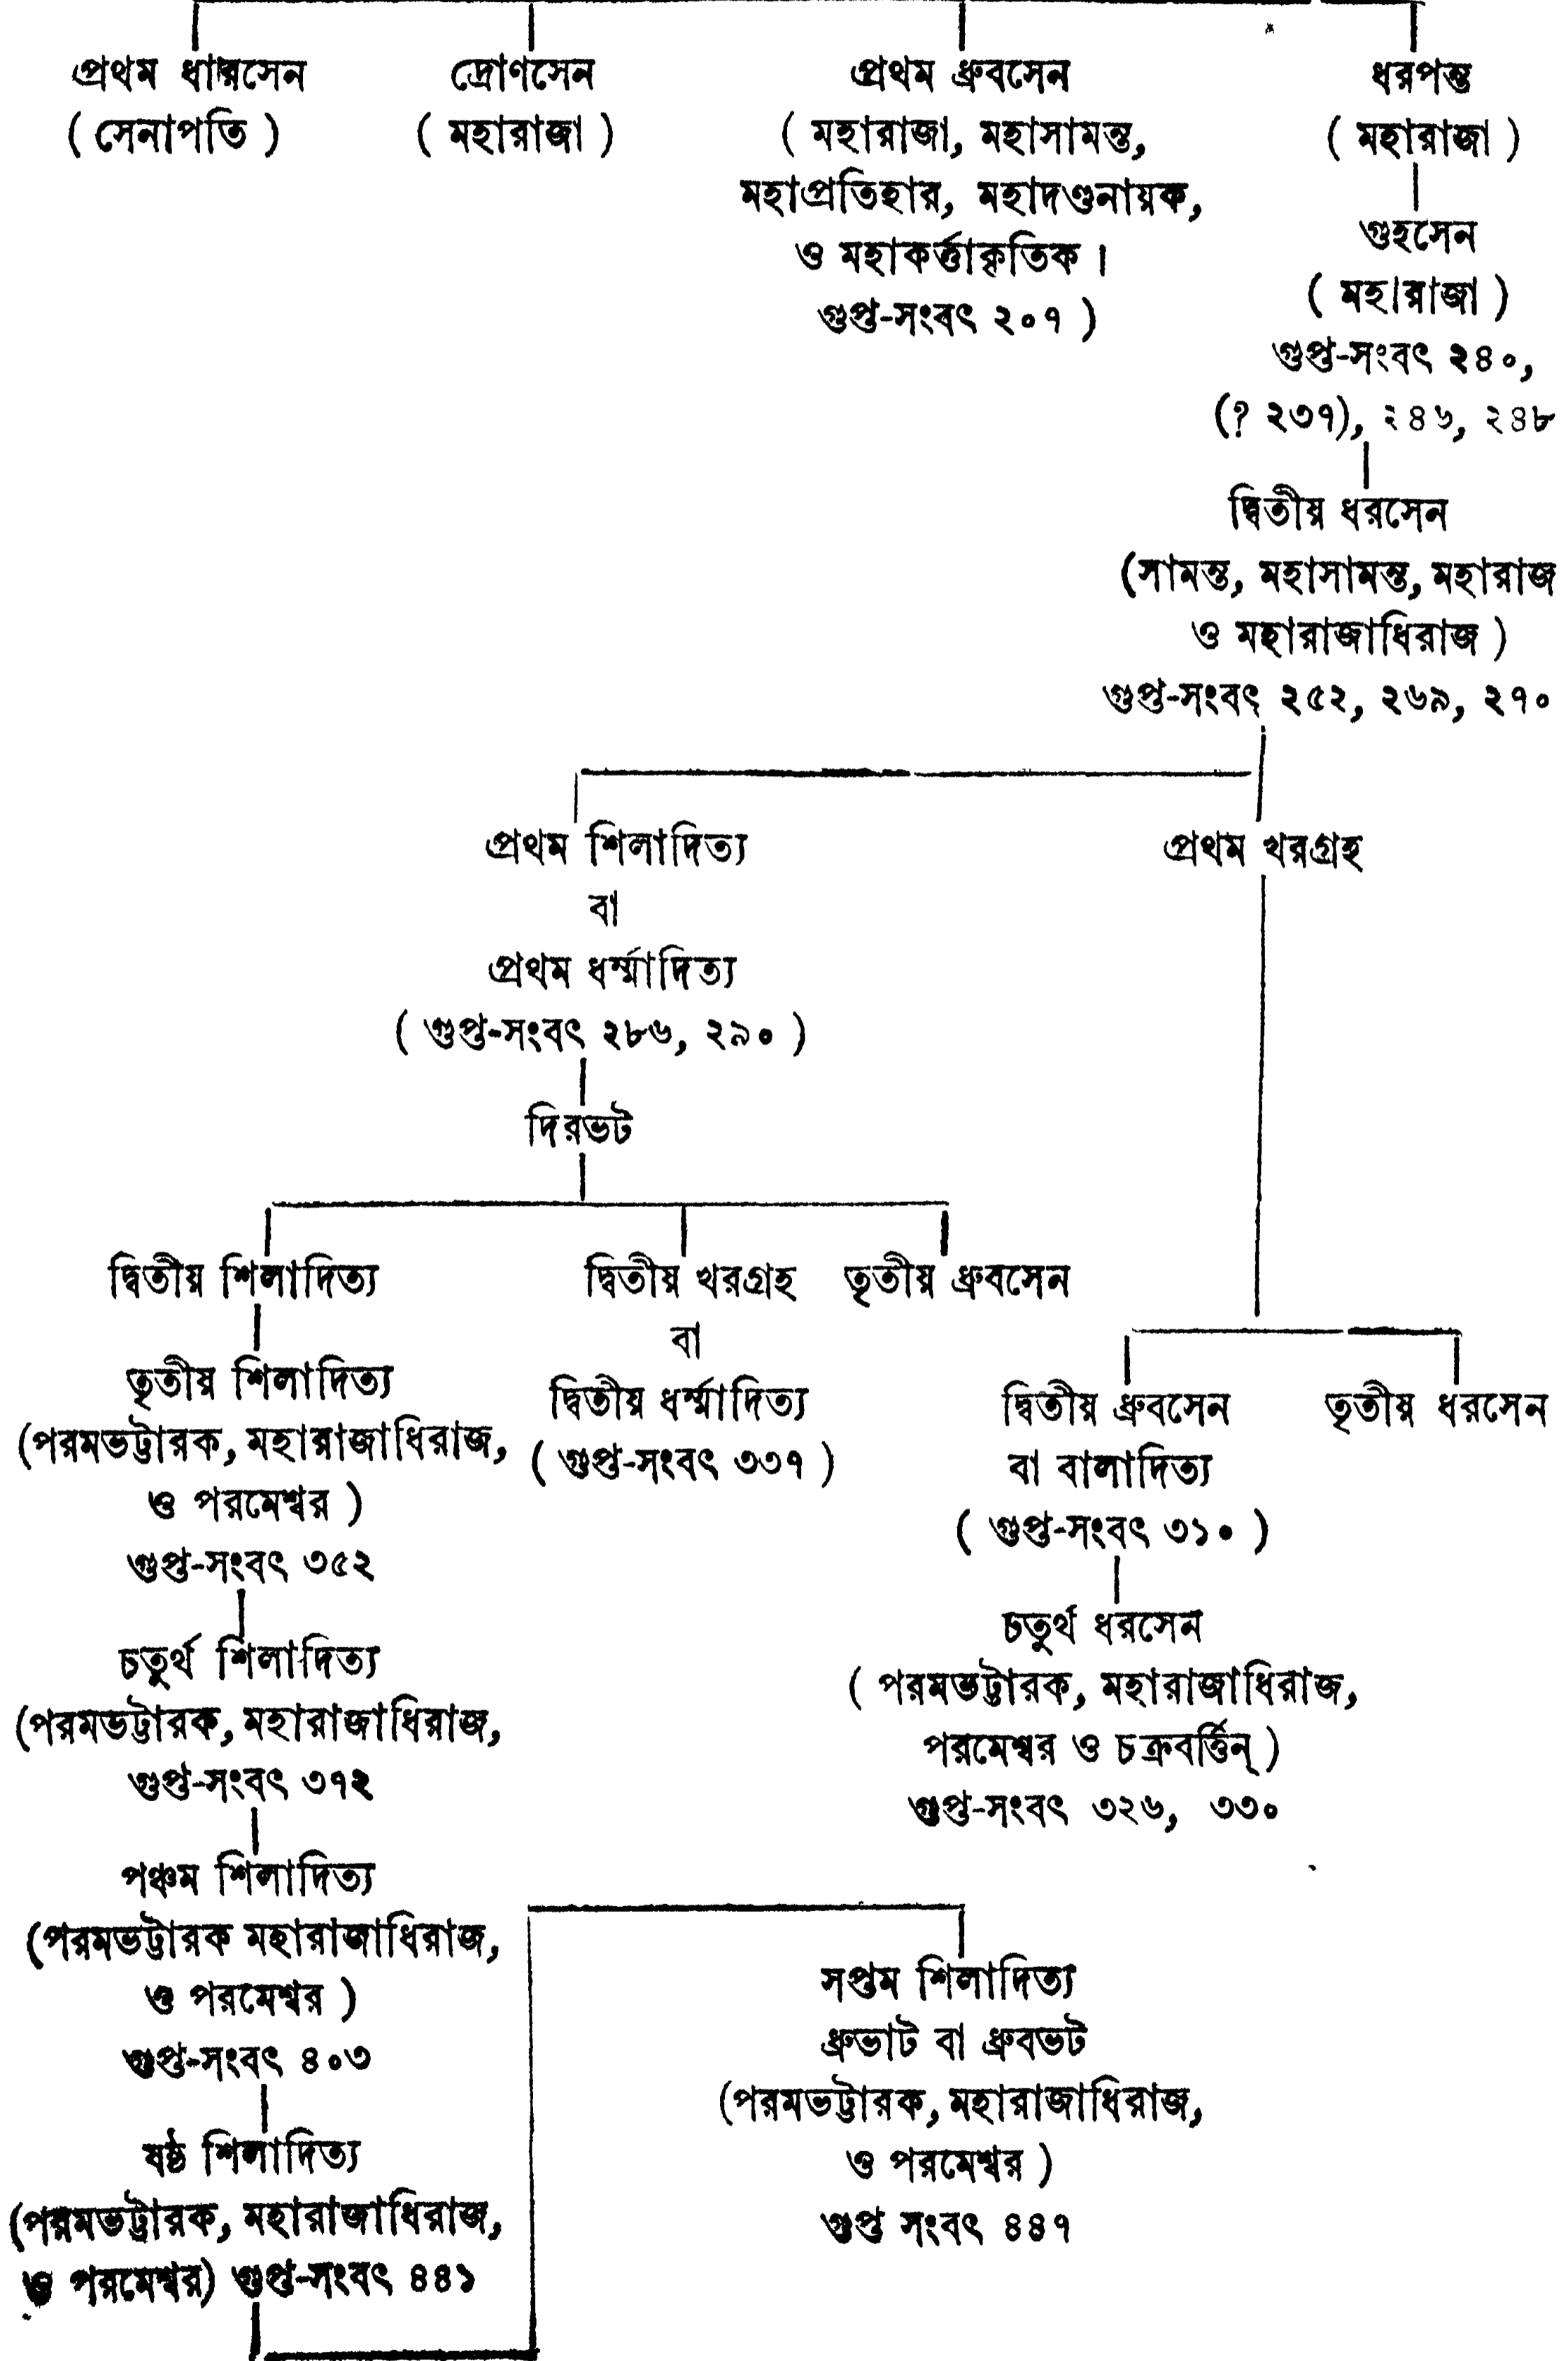 প্রথম ধারসেন
( সেনাপতি )
দ্রোণসেন
( মহারাজা )
প্রথম ধ্রুবসেন
( মহারাজা, মহাসামন্ত,
মহাপ্রতিহার, মহাদণ্ডনায়ক,
ও মহাকর্ত্তাকৃতিক ।
গুপ্ত-সংবৎ ২০৭ )
ধরপত্ত
( মহারাজা )
গুহসেন
( মহারাজা )
গুপ্ত-সংবৎ ২৪০,
(? ২৩৭), ২৪৬, ২৪৮
দ্বিতীয় ধরসেন
(সামন্ত, মহাসামন্ত, মহারাজ
ও মহারাজাধিরাজ )
গুপ্ত-সংবৎ ২৫২, ২৬৯, ২৭০
প্রথম শিলাদিত্য
বা
প্রথম ধর্ম্মাদিত্য
( গুপ্ত-সংবৎ ২৮৬, ২৯০ )
প্রথম খরগ্রহ
দিরভট
দ্বিতীয় শিলাদিত্য
তৃতীয় শিলাদিত্য
(পরমভট্টারক, মহারাজাধিরাজ,
ও পরমেশ্বর )
গুপ্ত-সংবৎ ৩৫২
চতুর্থ শিলাদিত্য
(পরমভট্টারক, মহারাজাধিরাজ,
গুপ্ত-সংবৎ ৩৭২
পঞ্চম শিলাদিত্য
(পরমভট্টারক মহারাজাধিরাজ,
ও পরমেশ্বর )
গুপ্ত-সংবৎ ৪০৩
ষষ্ঠ শিলাদিত্য
(পরমভট্টারক, মহারাজাধিরাজ,
ও পরমেশ্বর) গুপ্ত-সংবৎ ৪৪১
দ্বিতীয় খরগ্রহ
বা
দ্বিতীয় ধর্ম্মাদিত্য
( গুপ্ত-সংবৎ ৩৩৭ )
তৃতীয় ধ্রুবসেন
দ্বিতীয় ধ্রুবসেন
বা বালাদিত্য
( গুপ্ত-সংবৎ ৩১০ )
তৃতীয় ধরসেন
চতুর্থ ধরসেন
( পরমভট্টারক, মহারাজাধিরাজ,
পরমেশ্বর ও চক্রবর্ত্তিন্ )
গুপ্ত-সংবৎ ৩২৬, ৩৩০
সপ্তম শিলাদিত্য
ধ্রুভাট বা ধ্রুবভট
(পরমভট্টারক, মহারাজাধিরাজ,
ও পরমেশ্বর )
গুপ্ত সংবৎ ৪৪৭